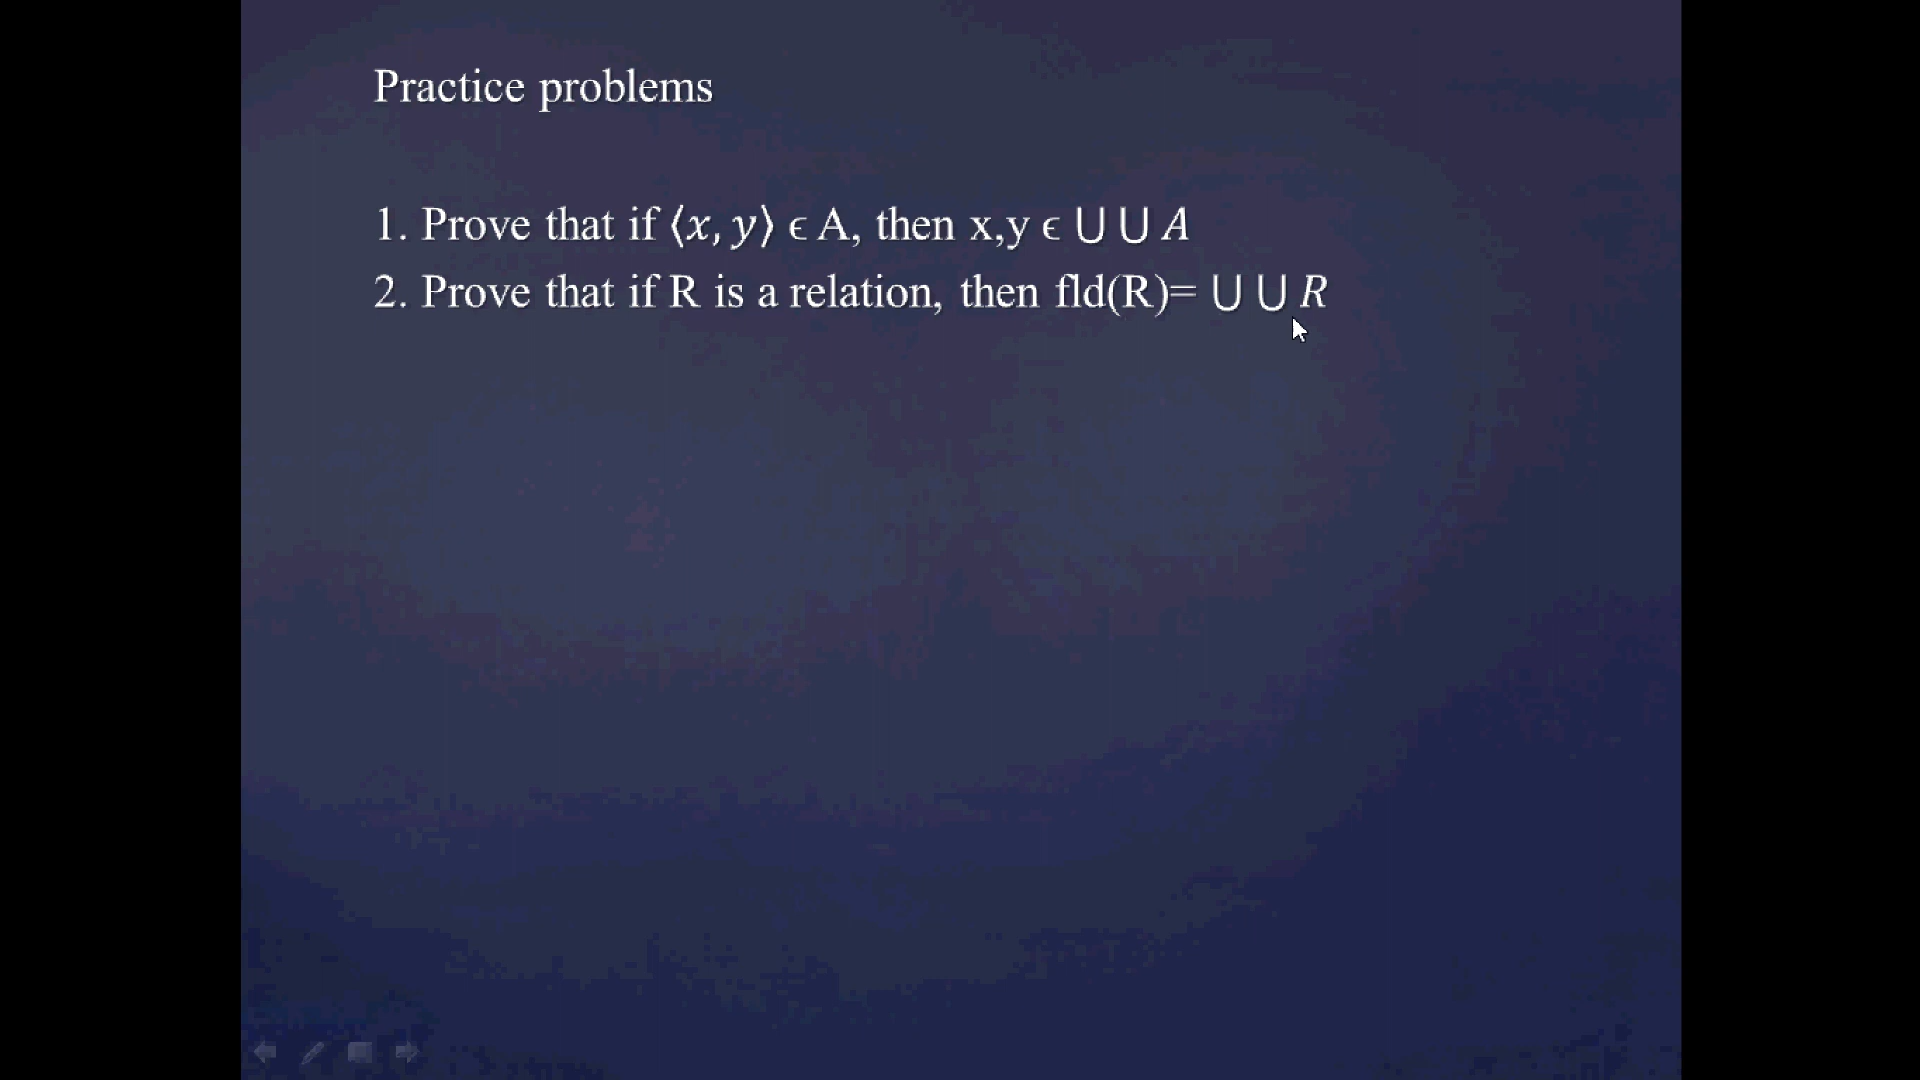 Practice problems
1. Prove that if ⟨x, y⟩ ϵ A, then x,y ϵ ⋃ ⋃ A
2. Prove that if R is a relation, then fld(R)= ⋃ ⋃ R